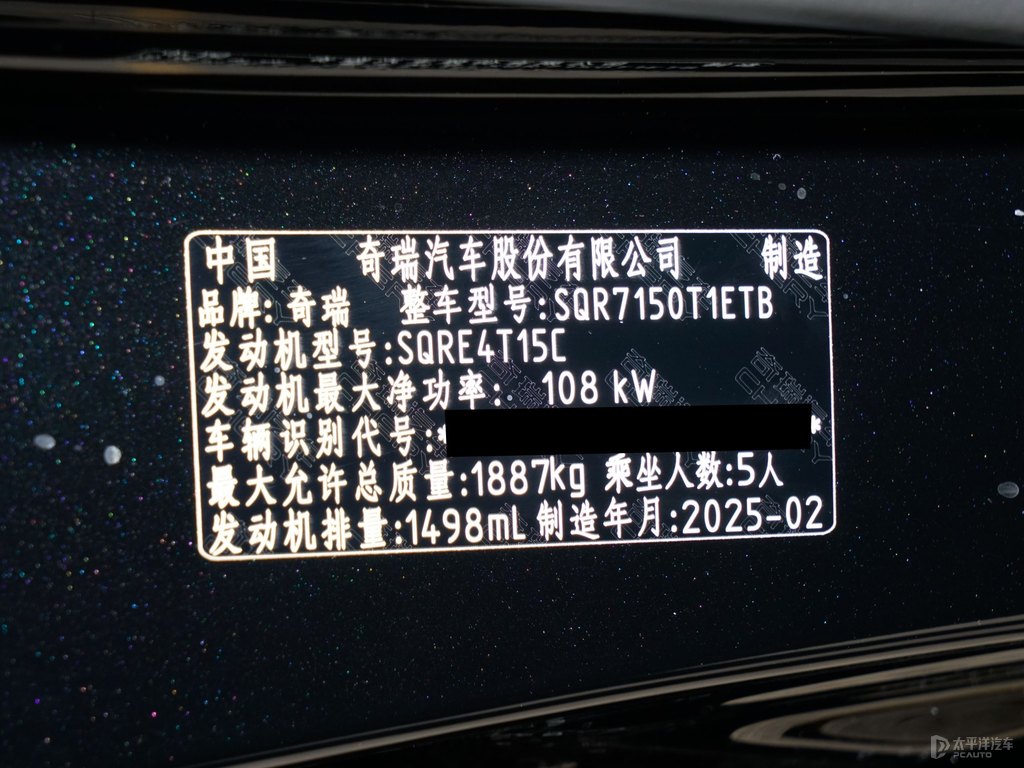 中国 奇瑞汽车股份有限公司 制造
品牌: 奇瑞 整车型号:SQR7150T1ETB
发动机型号:SQRE4T15C
发动机最大净功率: 108 kW
车辆识别代号:* *
最大允许总质量:1887kg 乘坐人数:5人
发动机排量:1498mL 制造年月:2025-02
太平洋汽车
PCAUTO